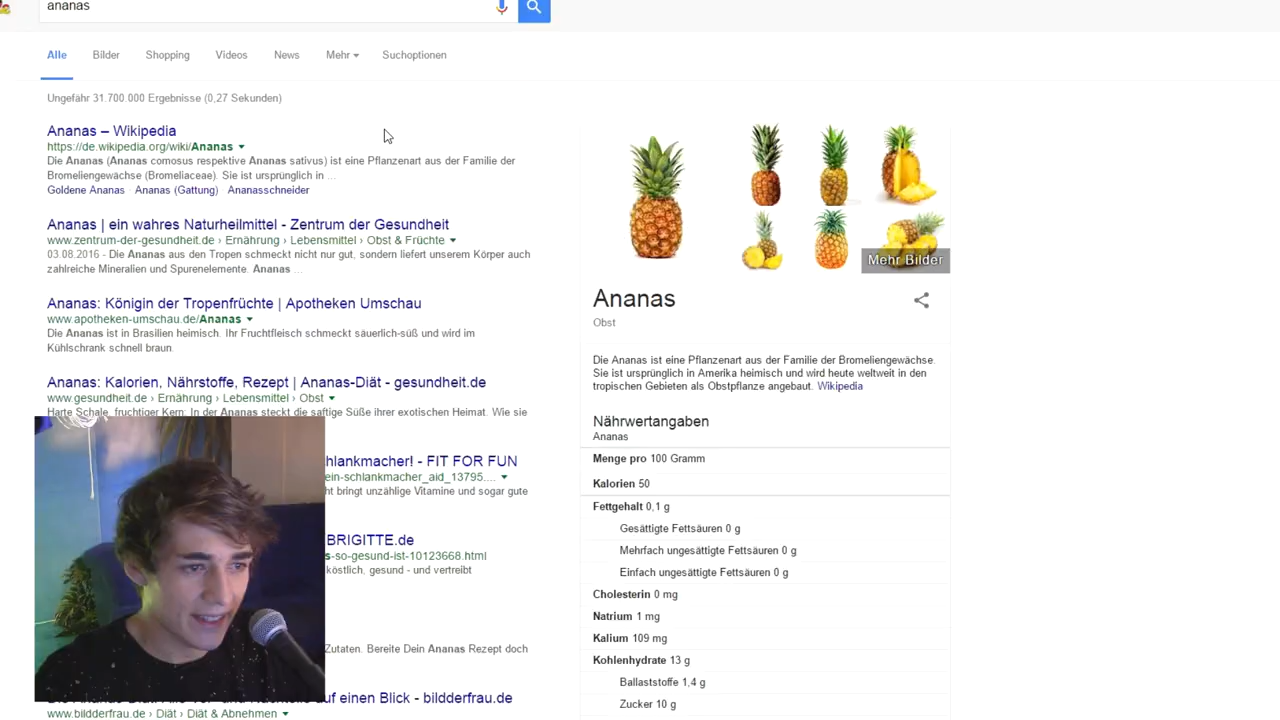 ananas
Alle Bilder Shopping Videos News Mehr Suchoptionen
Ungefähr 31.700.000 Ergebnisse (0,27 Sekunden)
Ananas – Wikipedia
https://de.wikipedia.org/wiki/Ananas
Die Ananas (Ananas comosus respektive Ananas sativus) ist eine Pflanzenart aus der Familie der
Bromeliengewächse (Bromeliaceae). Sie ist ursprünglich in ...
Goldene Ananas Ananas (Gattung) Ananasschneider
Ananas | ein wahres Naturheilmittel - Zentrum der Gesundheit
www.zentrum-der-gesundheit.de › Ernährung › Lebensmittel › Obst & Früchte
03.08.2016 - Die Ananas aus den Tropen schmeckt nicht nur gut, sondern liefert unserem Körper auch
zahlreiche Mineralien und Spurenelemente. Ananas ...
Ananas: Königin der Tropenfrüchte | Apotheken Umschau
www.apotheken-umschau.de/Ananas
Die Ananas ist in Brasilien heimisch. Ihr Fruchtfleisch schmeckt säuerlich-süß und wird im
Kühlschrank schnell braun.
Ananas: Kalorien, Nährstoffe, Rezept | Ananas-Diät - gesundheit.de
www.gesundheit.de › Ernährung › Lebensmittel › Obst
Harte Schale, fruchtiger Kern: In der Ananas steckt die saftige Süße ihrer exotischen Heimat. Wie sie
hlankmacher! - FIT FOR FUN
ein-schlankmacher_aid_13795....
ht bringt unzählige Vitamine und sogar gute
BRIGITTE.de
s-so-gesund-ist-10123668.html
köstlich, gesund - und vertreibt
Zutaten. Bereite Dein Ananas Rezept doch
auf einen Blick - bildderfrau.de
www.bildderfrau.de › Diät › Diät & Abnehmen
Mehr Bilder
Ananas
Obst
Die Ananas ist eine Pflanzenart aus der Familie der Bromeliengewächse.
Sie ist ursprünglich in Amerika heimisch und wird heute weltweit in den
tropischen Gebieten als Obstpflanze angebaut. Wikipedia
Nährwertangaben
Ananas
Menge pro 100 Gramm
Kalorien 50
Fettgehalt 0,1 g
Gesättigte Fettsäuren 0 g
Mehrfach ungesättigte Fettsäuren 0 g
Einfach ungesättigte Fettsäuren 0 g
Cholesterin 0 mg
Natrium 1 mg
Kalium 109 mg
Kohlenhydrate 13 g
Ballaststoffe 1,4 g
Zucker 10 g